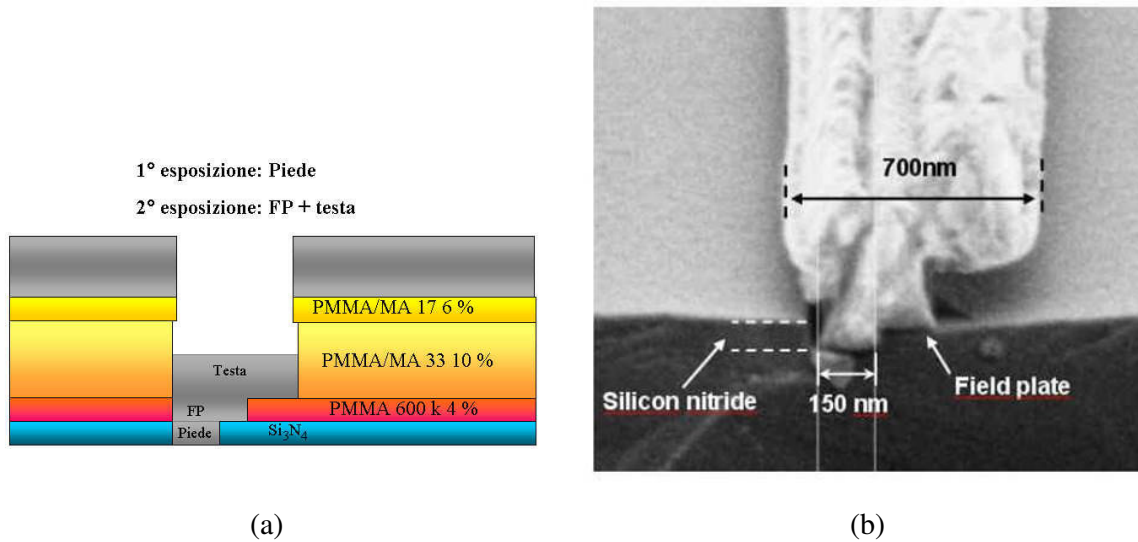 1° esposizione: Piede
2° esposizione: FP + testa
PMMA/MA 17 6 %
PMMA/MA 33 10 %
Testa
FP
PMMA 600 k 4 %
Piede
Si₃N₄
(a)
700nm
Silicon nitride
150 nm
Field plate
(b)